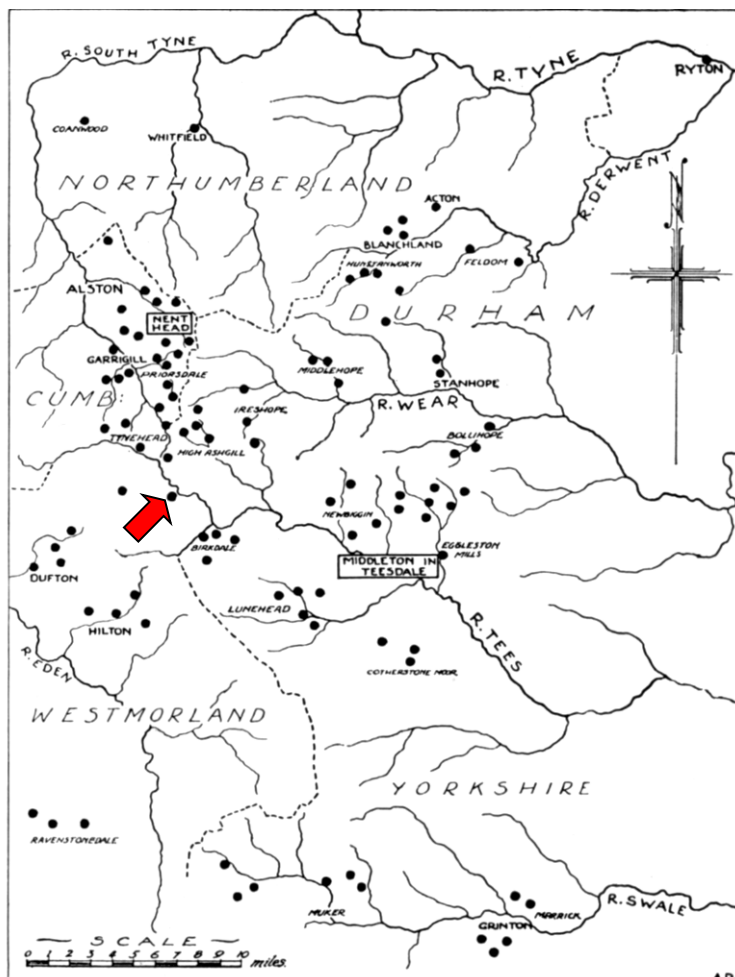 R. SOUTH TYNE
R. TYNE
RYTON
COANWOOD
WHITFIELD
NORTHUMBERLAND
R. DERWENT
ACTON
BLANCHLAND
HUNSTANWORTH
FELDOM
ALSTON
DURHAM
NENT
HEAD
GARRIGILL
PRIORSDALE
MIDDLEHOPE
STANHOPE
CUMB:
IRESHOPE
R. WEAR
TYNEHEAD
HIGH ASHGILL
BOLLIHOPE
NEWBIGGIN
BIRKDALE
EGGLESTON
MILLS
MIDDLETON IN
TEESDALE
DUFTON
LUNEHEAD
HILTON
R. TEES
R. EDEN
COTHERSTONE MOOR
WESTMORLAND
YORKSHIRE
RAVENSTONEDALE
MUKER
MARRICK
R. SWALE
GRINTON
SCALE
0 1 2 3 4 5 6 7 8 9 10 miles.